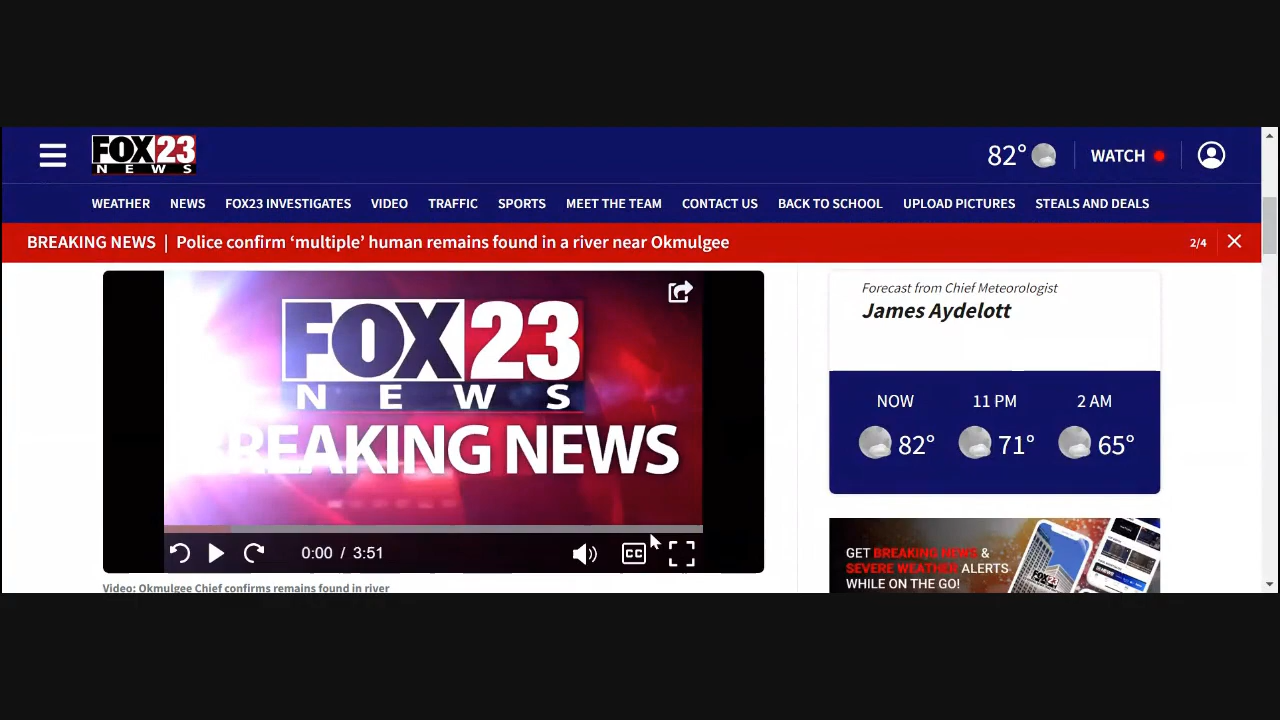 FOX23
NEWS
82°
WATCH
WEATHER NEWS FOX23 INVESTIGATES VIDEO TRAFFIC SPORTS MEET THE TEAM CONTACT US BACK TO SCHOOL UPLOAD PICTURES STEALS AND DEALS
BREAKING NEWS | Police confirm ‘multiple’ human remains found in a river near Okmulgee 2/4
FOX23
NEWS
BREAKING NEWS
0:00 / 3:51
CC
Video: Okmulgee Chief confirms remains found in river
Forecast from Chief Meteorologist
James Aydelott
NOW 11 PM 2 AM
82° 71° 65°
GET BREAKING NEWS &
SEVERE WEATHER ALERTS
WHILE ON THE GO!
FOX23